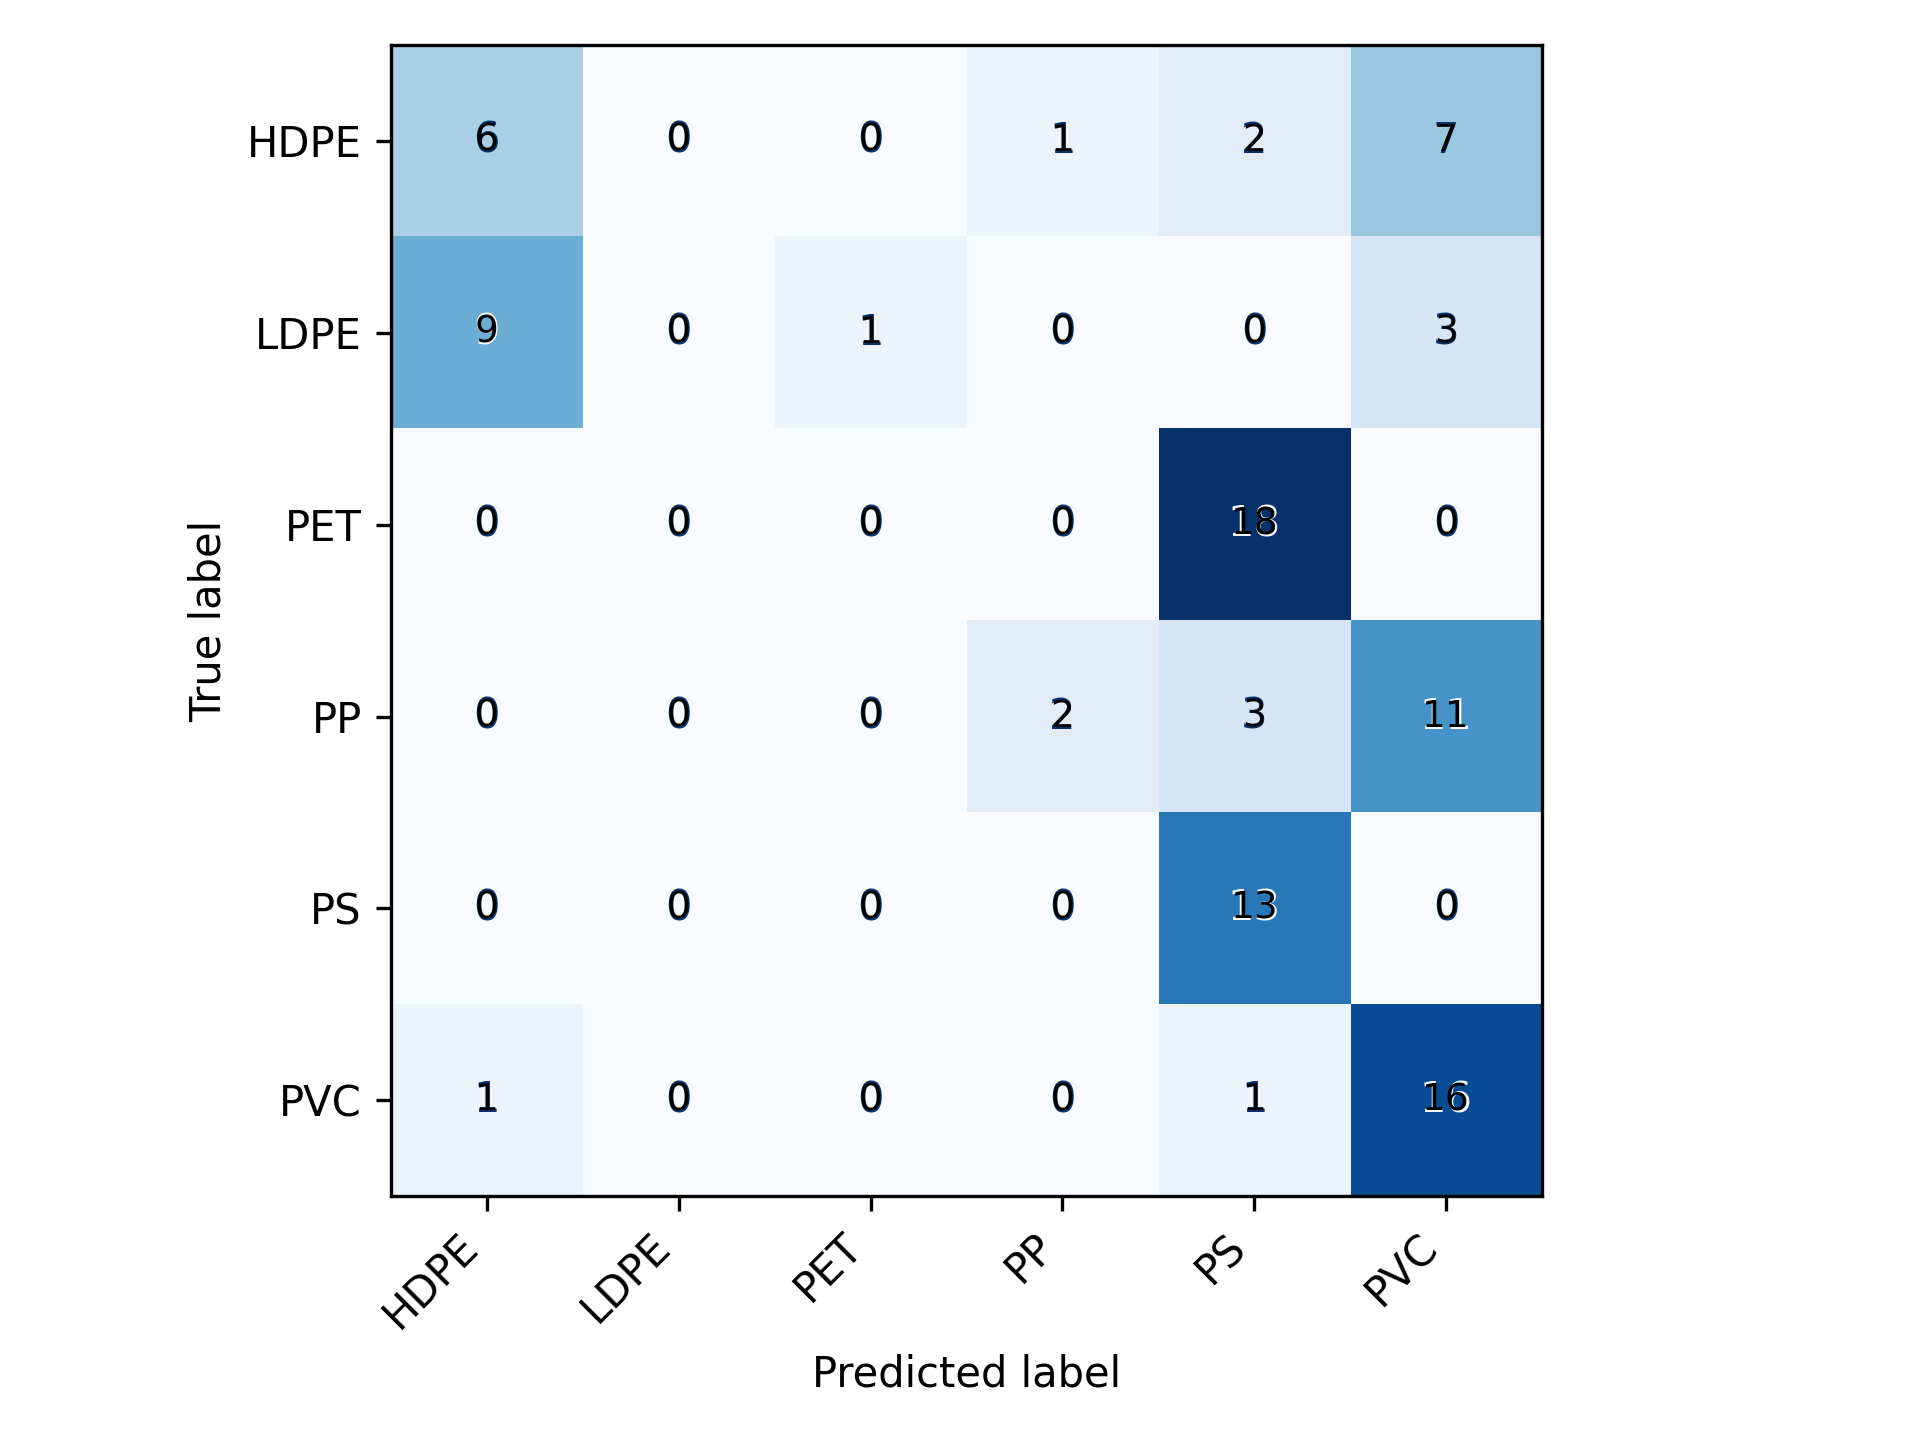 HDPE 6 0 0 1 2 7
LDPE 9 0 1 0 0 3
PET 0 0 0 0 18 0
PP 0 0 0 2 3 11
PS 0 0 0 0 13 0
PVC 1 0 0 0 1 16
True label
HDPE LDPE PET PP PS PVC
Predicted label